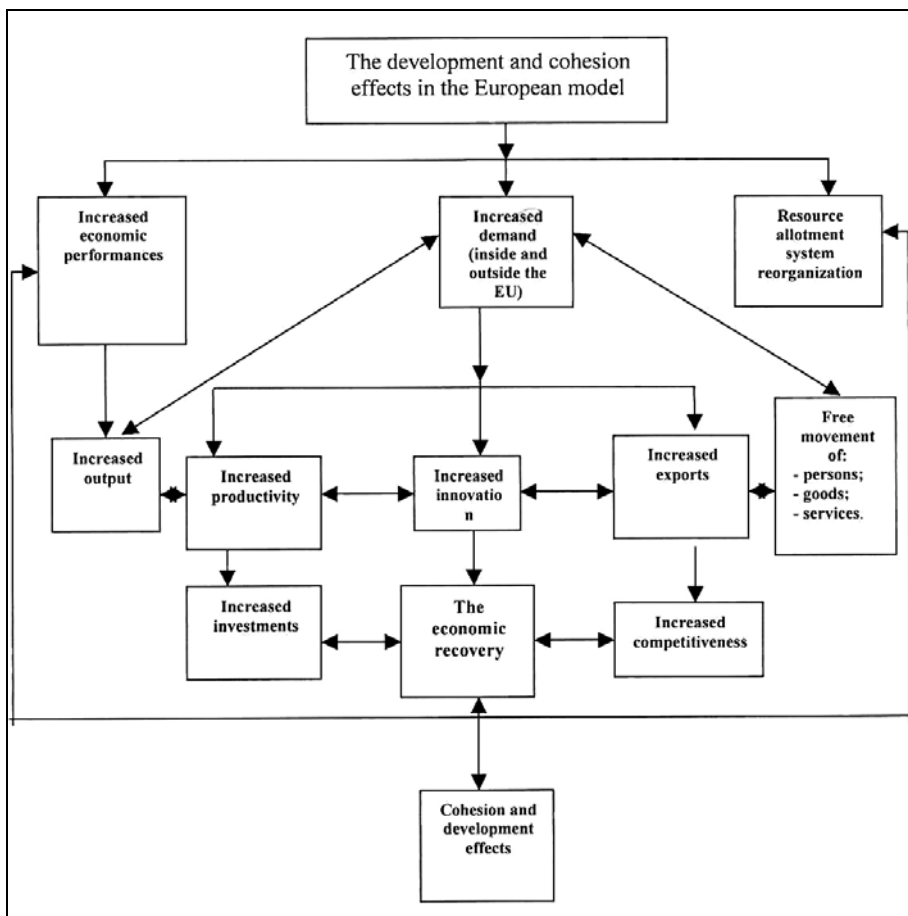 The development and cohesion
effects in the European model
Increased
economic
performances
Increased
demand
(inside and
outside the
EU)
Resource
allotment
system
reorganization
Increased
output
Increased
productivity
Increased
innovatio
n
Increased
exports
Free
movement
of:
- persons;
- goods;
- services.
Increased
investments
The
economic
recovery
Increased
competitiveness
Cohesion and
development
effects